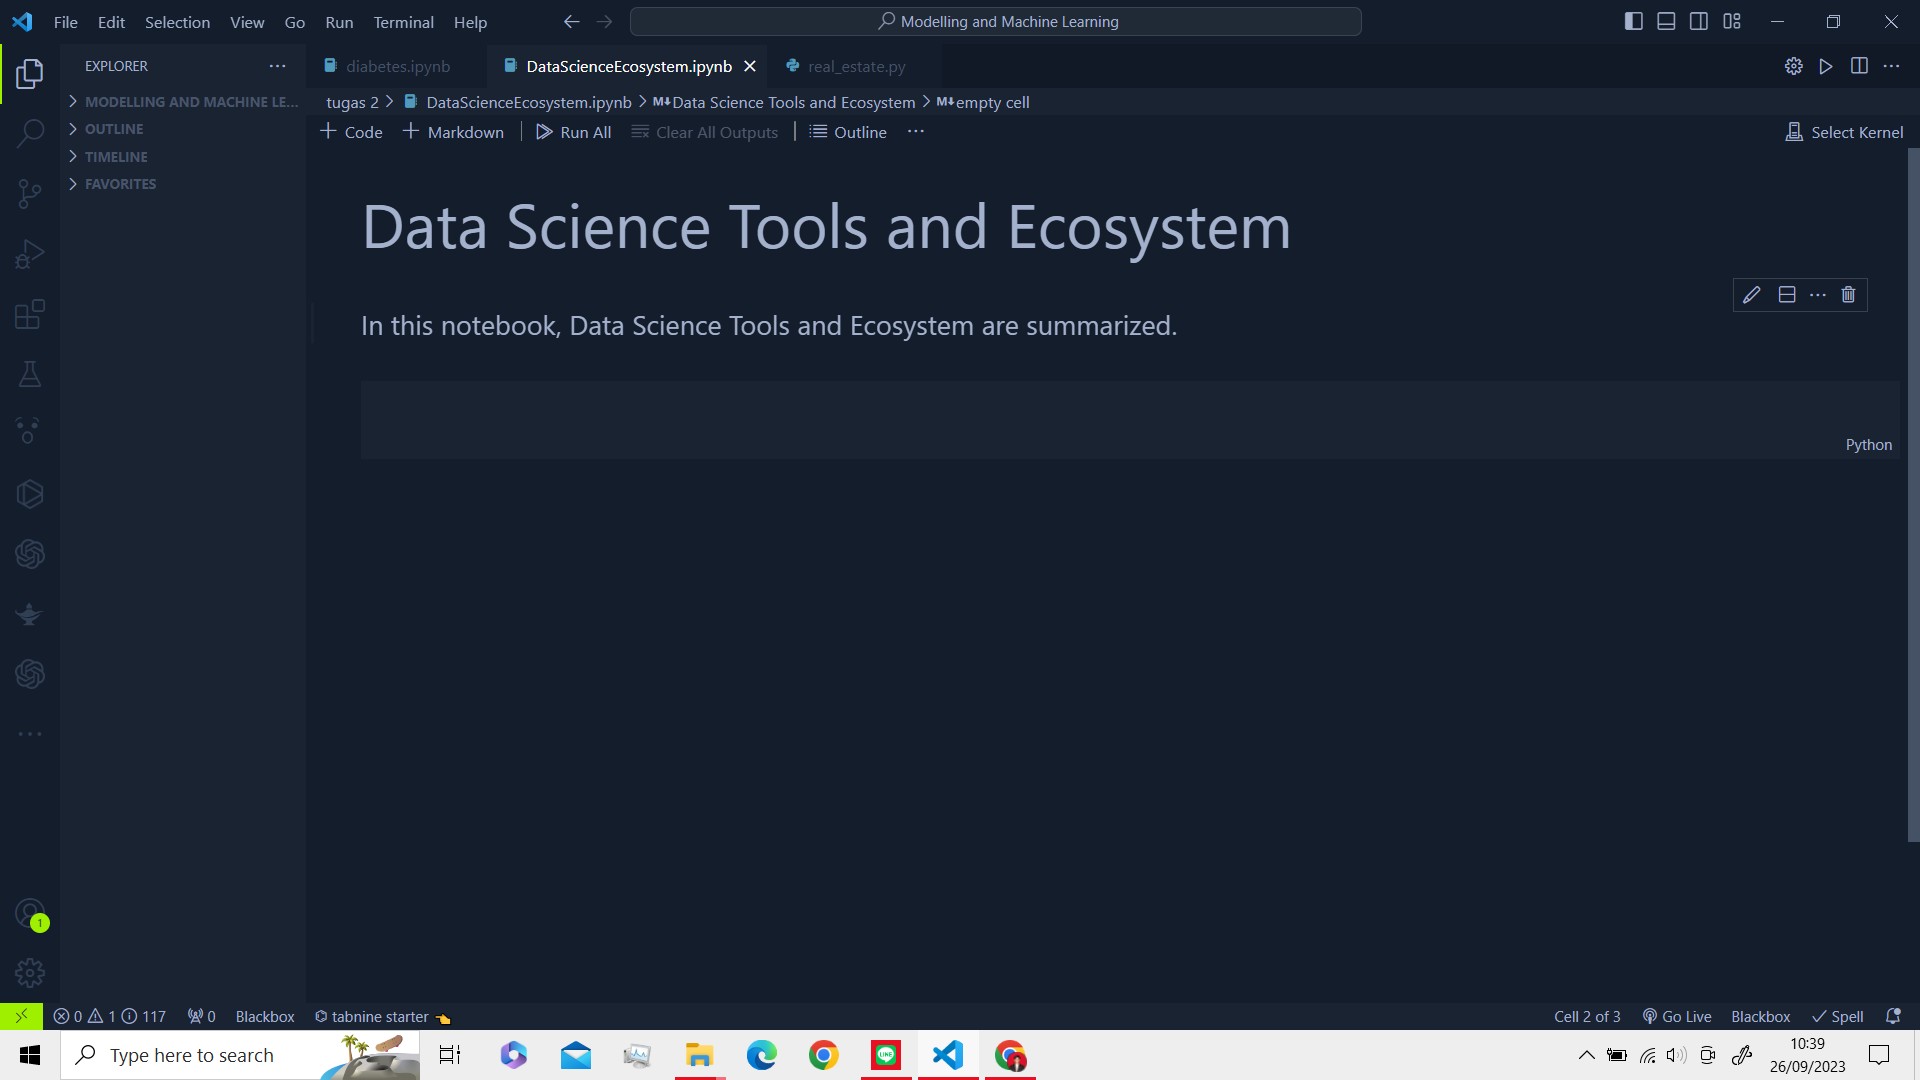 File Edit Selection View Go Run Terminal Help
Modelling and Machine Learning
EXPLORER
diabetes.ipynb
DataScienceEcosystem.ipynb
real_estate.py
MODELLING AND MACHINE LE...
OUTLINE
TIMELINE
FAVORITES
tugas 2 > DataScienceEcosystem.ipynb > M↓Data Science Tools and Ecosystem > M↓empty cell
+ Code + Markdown Run All Clear All Outputs Outline ...
Select Kernel
Data Science Tools and Ecosystem
In this notebook, Data Science Tools and Ecosystem are summarized.
Python
1
0 1 117 0 Blackbox tabnine starter
Cell 2 of 3 Go Live Blackbox Spell
Type here to search
LINE
10:39
26/09/2023